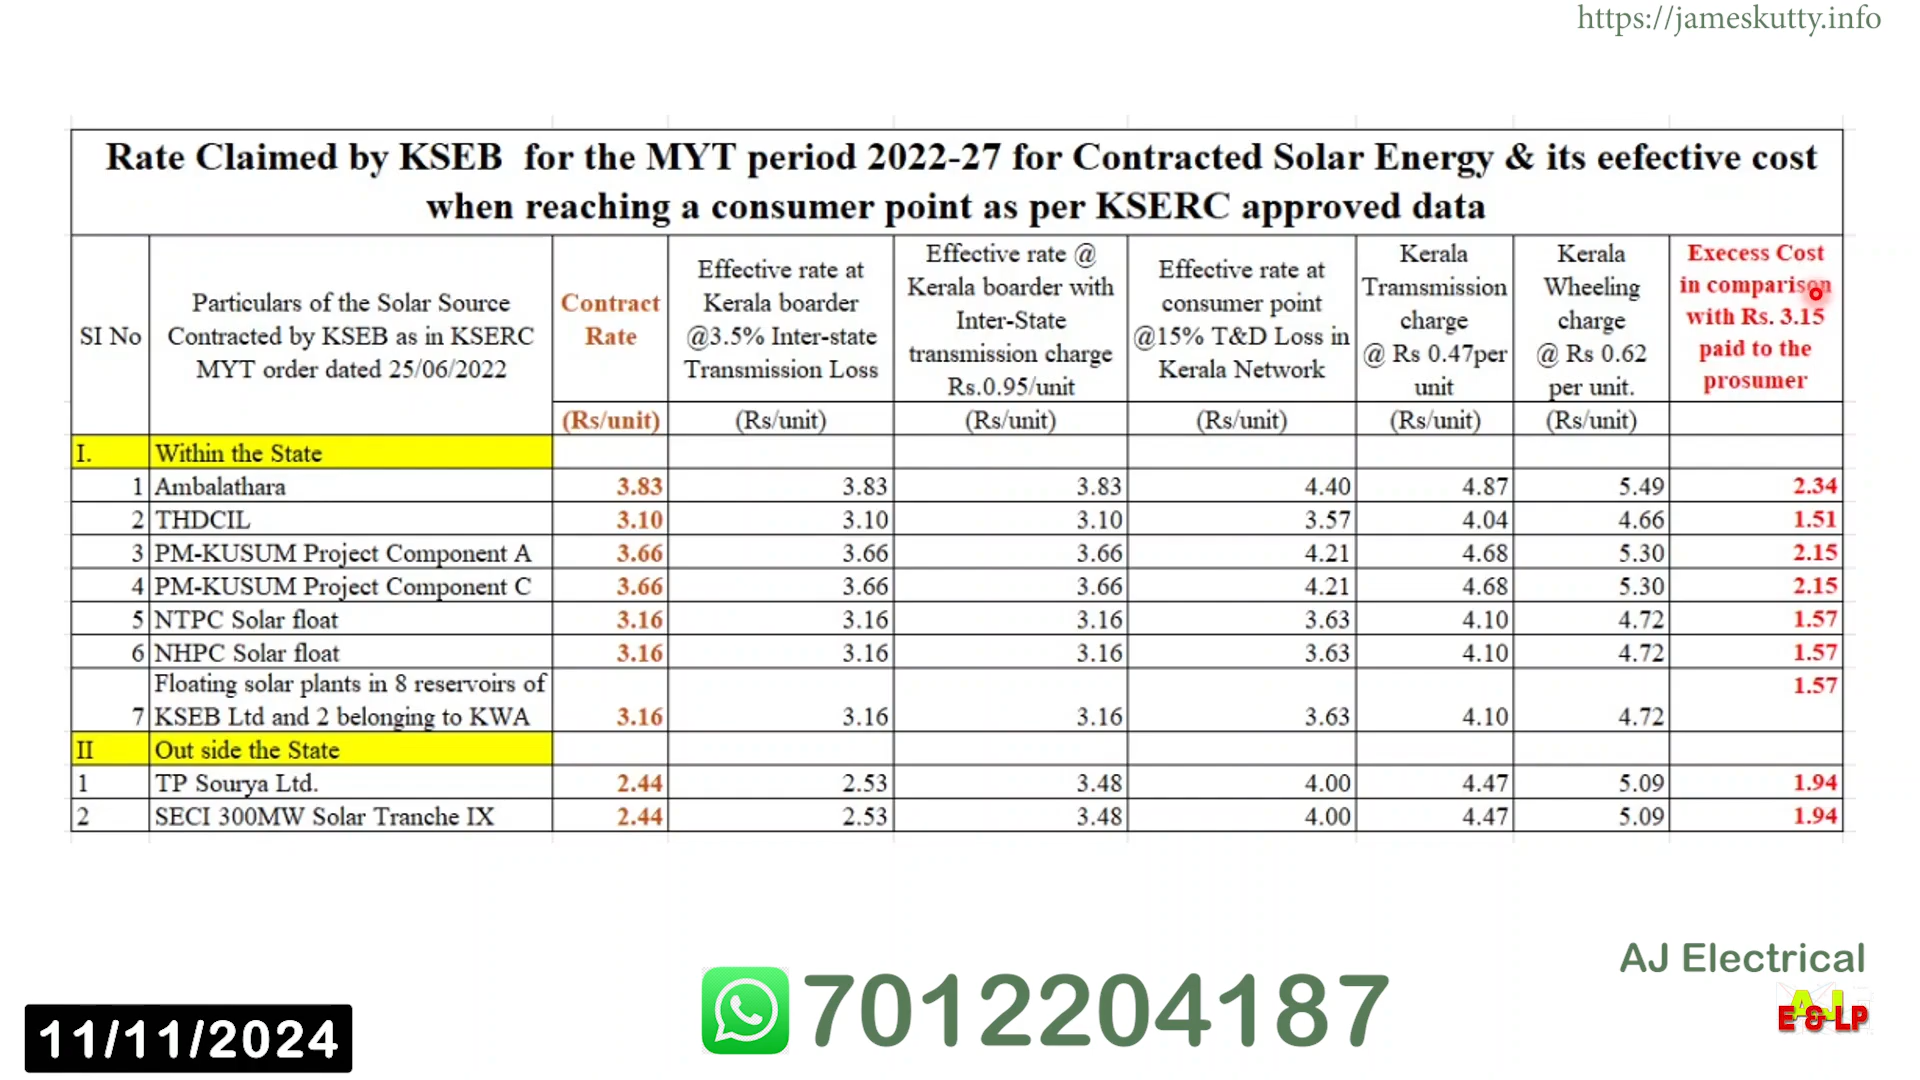 https://jameskutty.info
Rate Claimed by KSEB for the MYT period 2022-27 for Contracted Solar Energy & its eefective cost
when reaching a consumer point as per KSERC approved data
SI No
Particulars of the Solar Source
Contracted by KSEB as in KSERC
MYT order dated 25/06/2022
Contract
Rate
Effective rate at
Kerala boarder
@3.5% Inter-state
Transmission Loss
Effective rate @
Kerala boarder with
Inter-State
transmission charge
Rs.0.95/unit
Effective rate at
consumer point
@15% T&D Loss in
Kerala Network
Kerala
Tramsmission
charge
@ Rs 0.47per
unit
Kerala
Wheeling
charge
@ Rs 0.62
per unit.
Execess Cost
in comparison
with Rs. 3.15
paid to the
prosumer
(Rs/unit) (Rs/unit) (Rs/unit) (Rs/unit) (Rs/unit) (Rs/unit)
I. Within the State
1 Ambalathara 3.83 3.83 3.83 4.40 4.87 5.49 2.34
2 THDCIL 3.10 3.10 3.10 3.57 4.04 4.66 1.51
3 PM-KUSUM Project Component A 3.66 3.66 3.66 4.21 4.68 5.30 2.15
4 PM-KUSUM Project Component C 3.66 3.66 3.66 4.21 4.68 5.30 2.15
5 NTPC Solar float 3.16 3.16 3.16 3.63 4.10 4.72 1.57
6 NHPC Solar float 3.16 3.16 3.16 3.63 4.10 4.72 1.57
Floating solar plants in 8 reservoirs of 1.57
7 KSEB Ltd and 2 belonging to KWA 3.16 3.16 3.16 3.63 4.10 4.72
II Out side the State
1 TP Sourya Ltd. 2.44 2.53 3.48 4.00 4.47 5.09 1.94
2 SECI 300MW Solar Tranche IX 2.44 2.53 3.48 4.00 4.47 5.09 1.94
AJ Electrical
AJ
E & LP
7012204187
11/11/2024